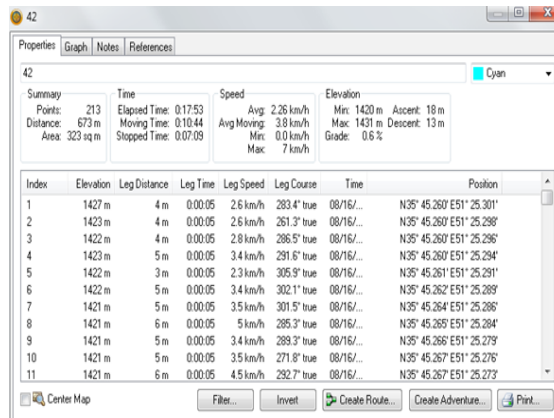 42
Properties Graph Notes References
42 Cyan
Summary Time Speed Elevation
Points: 213 Elapsed Time: 0:17:53 Avg: 2.26 km/h Min: 1420 m Ascent: 18 m
Distance: 673 m Moving Time: 0:10:44 Avg Moving: 3.8 km/h Max: 1431 m Descent: 13 m
Area: 323 sq m Stopped Time: 0:07:09 Min: 0.0 km/h Grade: 0.6 %
Max: 7 km/h
Index Elevation Leg Distance Leg Time Leg Speed Leg Course Time Position
1 1427 m 4 m 0:00:05 2.6 km/h 283.4° true 08/16/... N35° 45.260' E51° 25.301'
2 1423 m 4 m 0:00:05 2.6 km/h 261.3° true 08/16/... N35° 45.260' E51° 25.298'
3 1422 m 4 m 0:00:05 2.8 km/h 286.5° true 08/16/... N35° 45.260' E51° 25.296'
4 1423 m 5 m 0:00:05 3.4 km/h 291.6° true 08/16/... N35° 45.260' E51° 25.294'
5 1422 m 3 m 0:00:05 2.3 km/h 305.9° true 08/16/... N35° 45.261' E51° 25.291'
6 1422 m 5 m 0:00:05 3.4 km/h 302.1° true 08/16/... N35° 45.262' E51° 25.289'
7 1421 m 5 m 0:00:05 3.5 km/h 301.5° true 08/16/... N35° 45.264' E51° 25.286'
8 1421 m 6 m 0:00:05 5 km/h 285.3° true 08/16/... N35° 45.265' E51° 25.284'
9 1421 m 5 m 0:00:05 3.4 km/h 289.3° true 08/16/... N35° 45.266' E51° 25.279'
10 1421 m 5 m 0:00:05 3.5 km/h 271.8° true 08/16/... N35° 45.267' E51° 25.276'
11 1421 m 6 m 0:00:05 4.5 km/h 292.7° true 08/16/... N35° 45.267' E51° 25.273'
Center Map Filter... Invert Create Route... Create Adventure... Print...